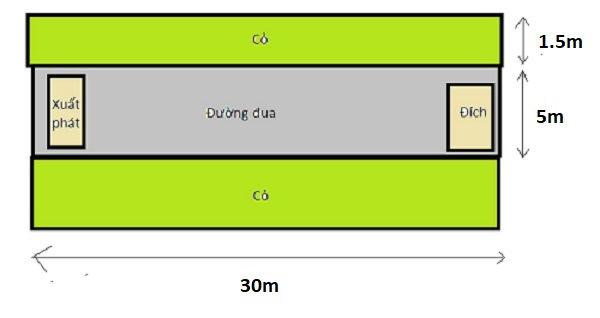 Cỏ
1.5m
Xuất
phát
Đường đua
Đích
5m
Cỏ
30m